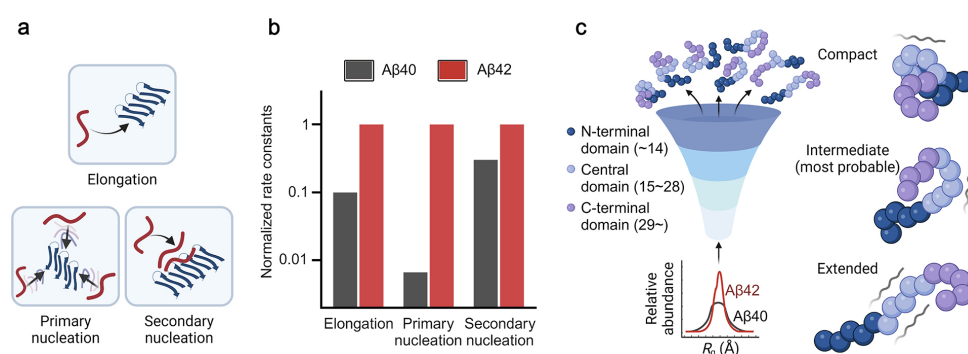 a
Elongation
Primary
nucleation
Secondary
nucleation
b
Aβ40
Aβ42
Normalized rate constants
1
0.1
0.01
Elongation
Primary
nucleation
Secondary
nucleation
c
N-terminal
domain (~14)
Central
domain (15~28)
C-terminal
domain (29~)
Relative
abundance
Aβ42
Aβ40
Compact
Intermediate
(most probable)
Extended